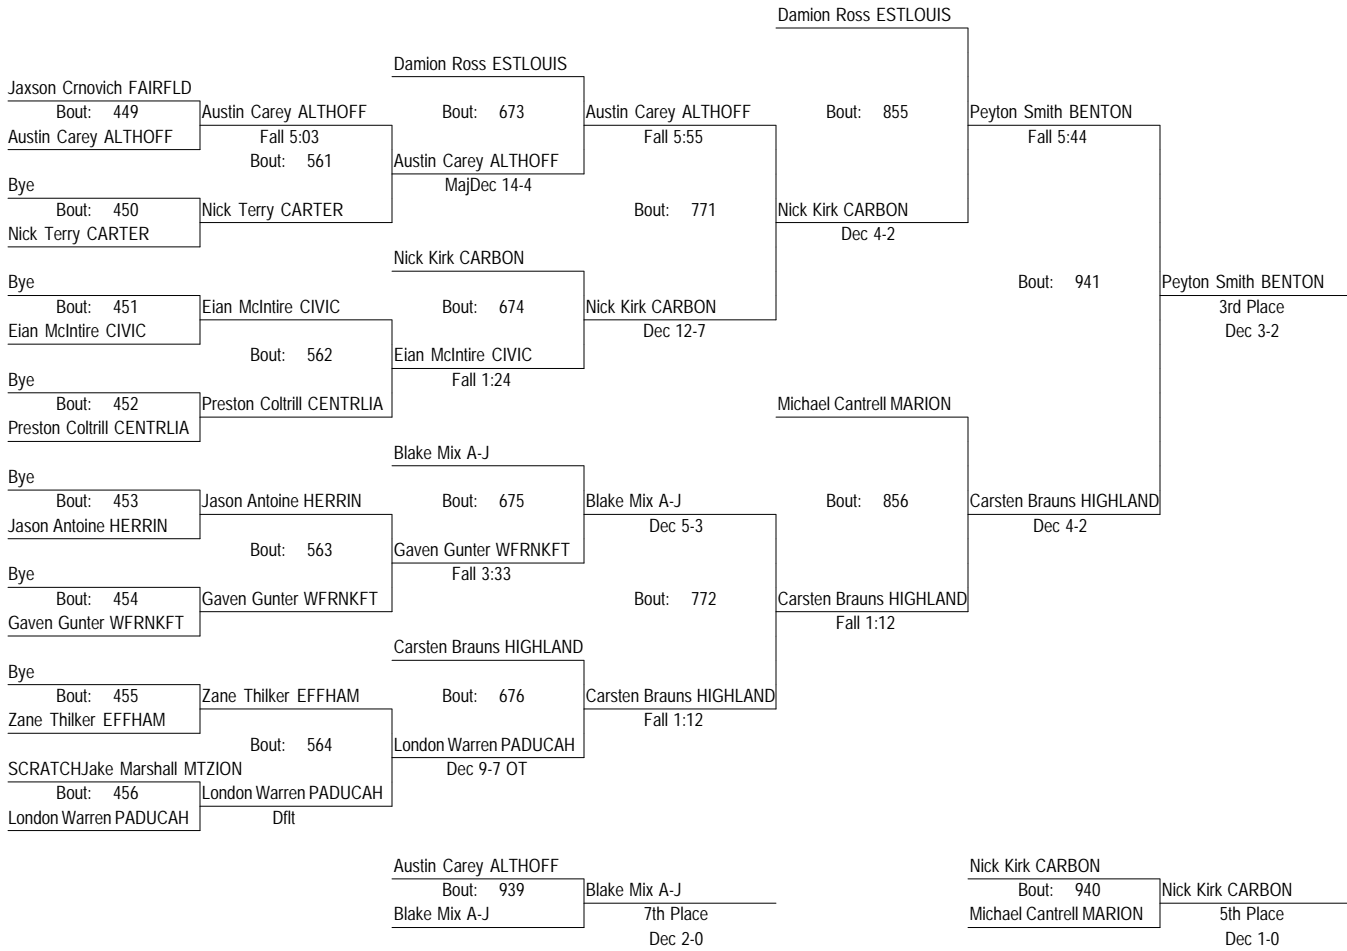 Damion Ross ESTLOUIS
Damion Ross ESTLOUIS
Jaxson Crnovich FAIRFLD
Bout: 449
Austin Carey ALTHOFF
Bout: 673
Austin Carey ALTHOFF
Bout: 855
Peyton Smith BENTON
Austin Carey ALTHOFF
Fall 5:03
Fall 5:55
Fall 5:44
Bout: 561
Austin Carey ALTHOFF
Bye
MajDec 14-4
Bout: 450
Nick Terry CARTER
Bout: 771
Nick Kirk CARBON
Nick Terry CARTER
Dec 4-2
Nick Kirk CARBON
Bye
Bout: 941
Peyton Smith BENTON
Bout: 451
Eian McIntire CIVIC
Bout: 674
Nick Kirk CARBON
3rd Place
Eian McIntire CIVIC
Dec 12-7
Dec 3-2
Bout: 562
Eian McIntire CIVIC
Bye
Fall 1:24
Bout: 452
Preston Coltrill CENTRLIA
Michael Cantrell MARION
Preston Coltrill CENTRLIA
Blake Mix A-J
Bye
Bout: 453
Jason Antoine HERRIN
Bout: 675
Blake Mix A-J
Bout: 856
Carsten Brauns HIGHLAND
Jason Antoine HERRIN
Dec 5-3
Dec 4-2
Bout: 563
Gaven Gunter WFRNKFT
Bye
Fall 3:33
Bout: 454
Gaven Gunter WFRNKFT
Bout: 772
Carsten Brauns HIGHLAND
Gaven Gunter WFRNKFT
Fall 1:12
Carsten Brauns HIGHLAND
Bye
Bout: 455
Zane Thilker EFFHAM
Bout: 676
Carsten Brauns HIGHLAND
Zane Thilker EFFHAM
Fall 1:12
Bout: 564
London Warren PADUCAH
SCRATCHJake Marshall MTZION
Dec 9-7 OT
Bout: 456
London Warren PADUCAH
London Warren PADUCAH
Dflt
Austin Carey ALTHOFF
Bout: 939
Blake Mix A-J
Blake Mix A-J
7th Place
Dec 2-0
Nick Kirk CARBON
Bout: 940
Nick Kirk CARBON
Michael Cantrell MARION
5th Place
Dec 1-0